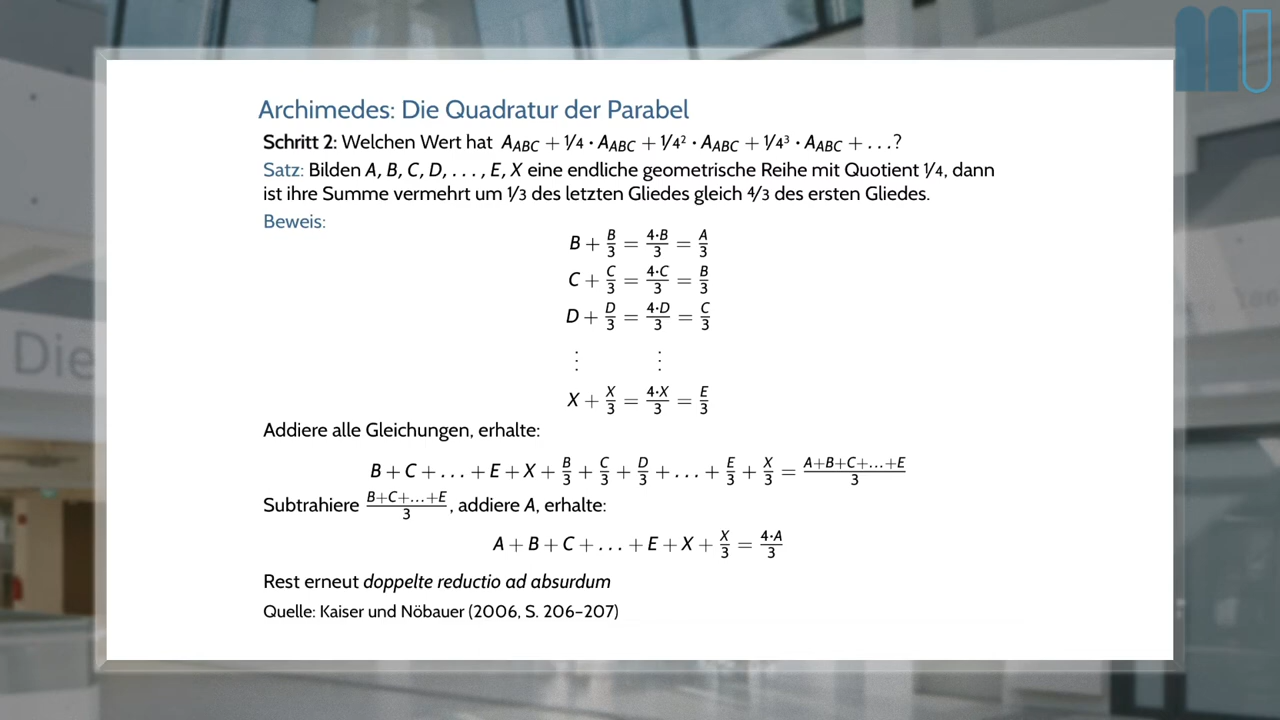 Archimedes: Die Quadratur der Parabel
Schritt 2: Welchen Wert hat A_ABC + 1/4 · A_ABC + 1/4² · A_ABC + 1/4³ · A_ABC + . . .?
Satz: Bilden A, B, C, D, . . . , E, X eine endliche geometrische Reihe mit Quotient 1/4, dann
ist ihre Summe vermehrt um 1/3 des letzten Gliedes gleich 4/3 des ersten Gliedes.
Beweis:
B + B/3 = 4·B/3 = A/3
C + C/3 = 4·C/3 = B/3
D + D/3 = 4·D/3 = C/3
⋮ ⋮
X + X/3 = 4·X/3 = E/3
Addiere alle Gleichungen, erhalte:
B + C + . . . + E + X + B/3 + C/3 + D/3 + . . . + E/3 + X/3 = A+B+C+...+E/3
Subtrahiere B+C+...+E/3, addiere A, erhalte:
A + B + C + . . . + E + X + X/3 = 4·A/3
Rest erneut doppelte reductio ad absurdum
Quelle: Kaiser und Nöbauer (2006, S. 206–207)
Die